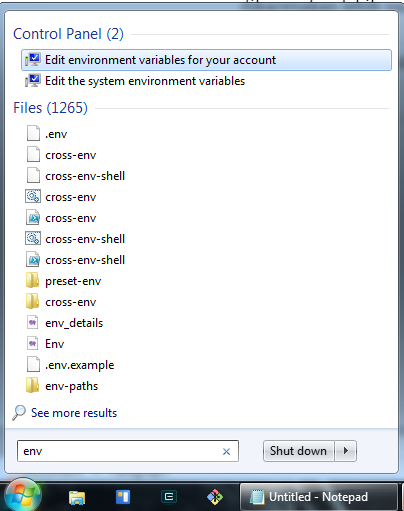 Control Panel (2)
Edit environment variables for your account
Edit the system environment variables
Files (1265)
.env
cross-env
cross-env-shell
cross-env
cross-env
cross-env-shell
cross-env-shell
preset-env
cross-env
env_details
Env
.env.example
env-paths
See more results
env
Shut down
Untitled - Notepad